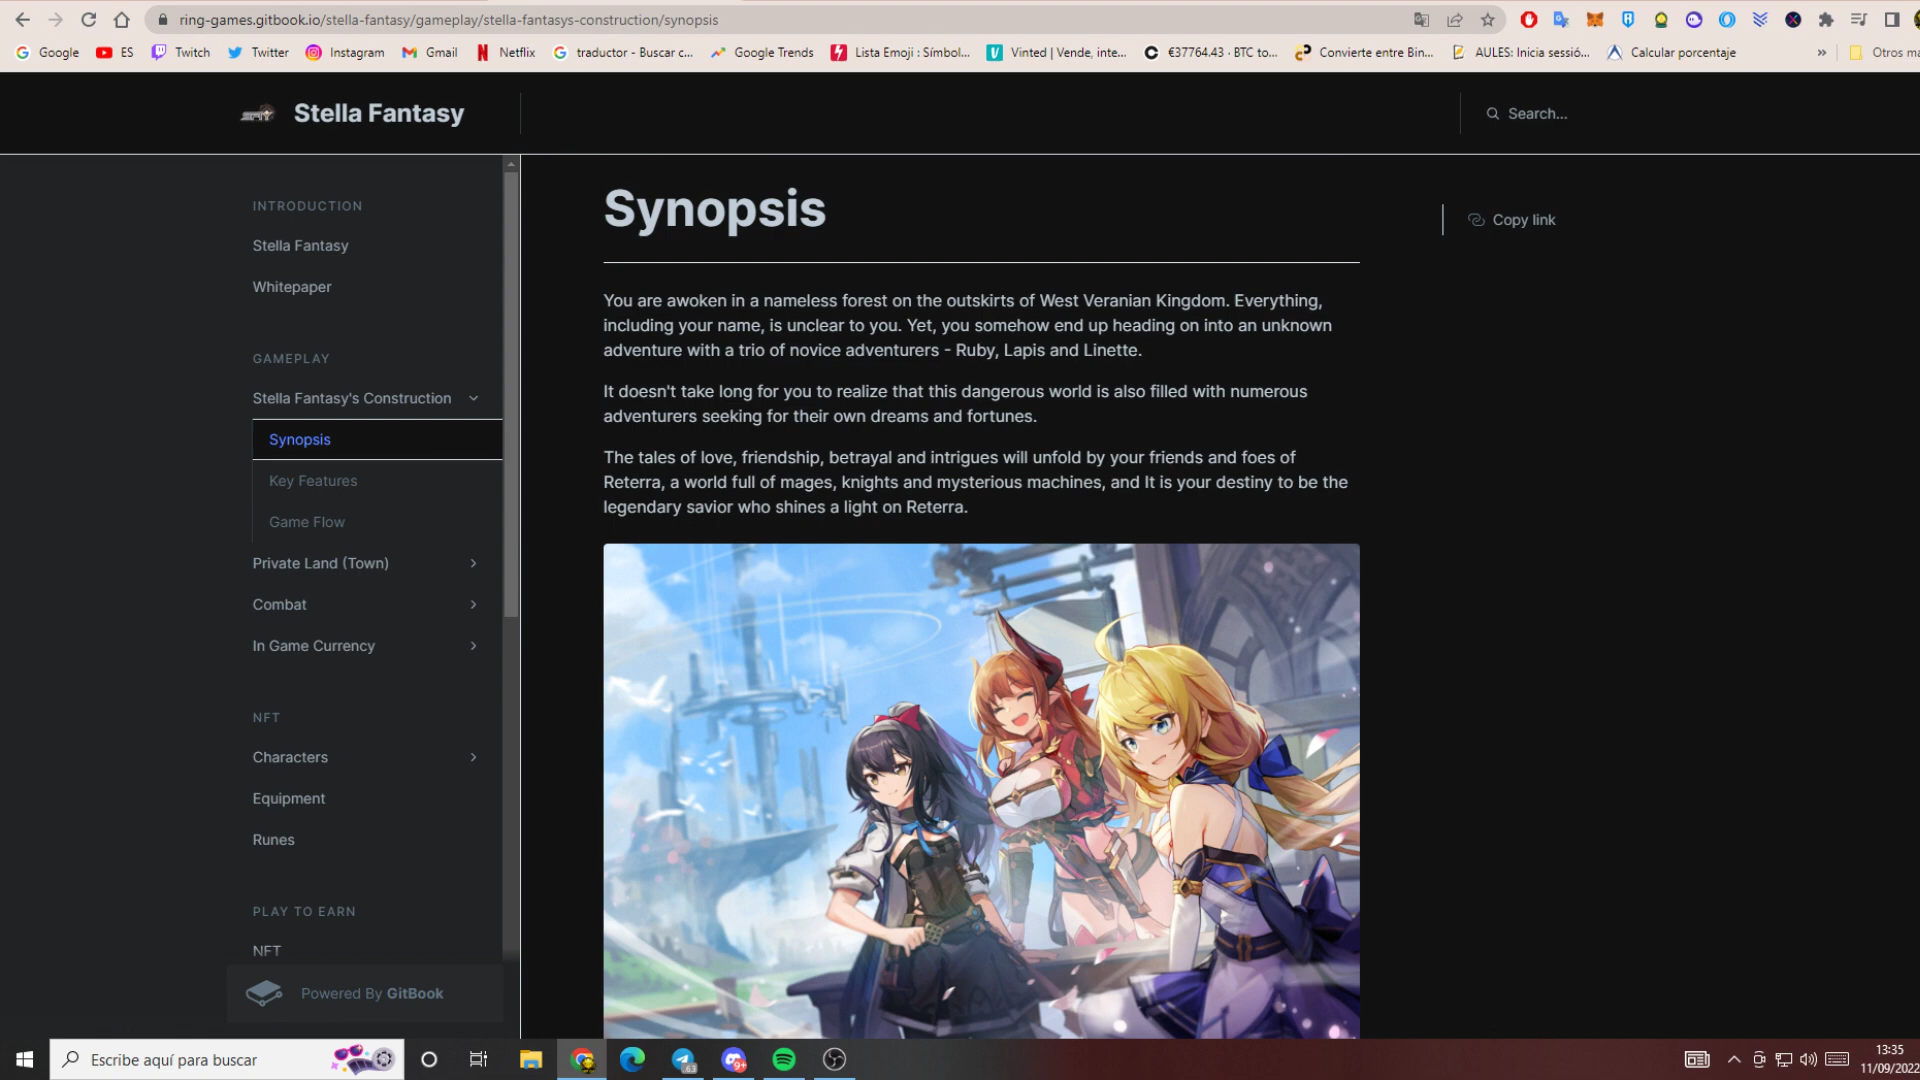 ring-games.gitbook.io/stella-fantasy/gameplay/stella-fantasys-construction/synopsis
Google
ES
Twitch
Twitter
Instagram
Gmail
Netflix
traductor - Buscar c...
Google Trends
Lista Emoji : Símbol...
Vinted | Vende, inte...
€37764.43 · BTC to...
Convierte entre Bin...
AULES: Inicia sessió...
Calcular porcentaje
»
Otros ma
Stella Fantasy
Search...
INTRODUCTION
Stella Fantasy
Whitepaper
GAMEPLAY
Stella Fantasy's Construction
Synopsis
Key Features
Game Flow
Private Land (Town)
Combat
In Game Currency
NFT
Characters
Equipment
Runes
PLAY TO EARN
NFT
Powered By GitBook
Synopsis
Copy link
You are awoken in a nameless forest on the outskirts of West Veranian Kingdom. Everything,
including your name, is unclear to you. Yet, you somehow end up heading on into an unknown
adventure with a trio of novice adventurers - Ruby, Lapis and Linette.
It doesn't take long for you to realize that this dangerous world is also filled with numerous
adventurers seeking for their own dreams and fortunes.
The tales of love, friendship, betrayal and intrigues will unfold by your friends and foes of
Reterra, a world full of mages, knights and mysterious machines, and It is your destiny to be the
legendary savior who shines a light on Reterra.
Escribe aquí para buscar
63
9+
13:35
11/09/2022